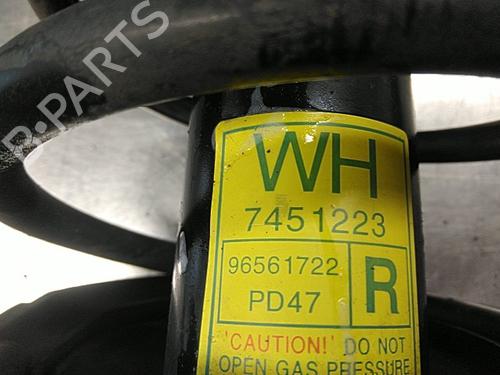 R-PARTS
WH
7451223
96561722
PD47
R
'CAUTION!' DO NOT
OPEN GAS PRESSURE